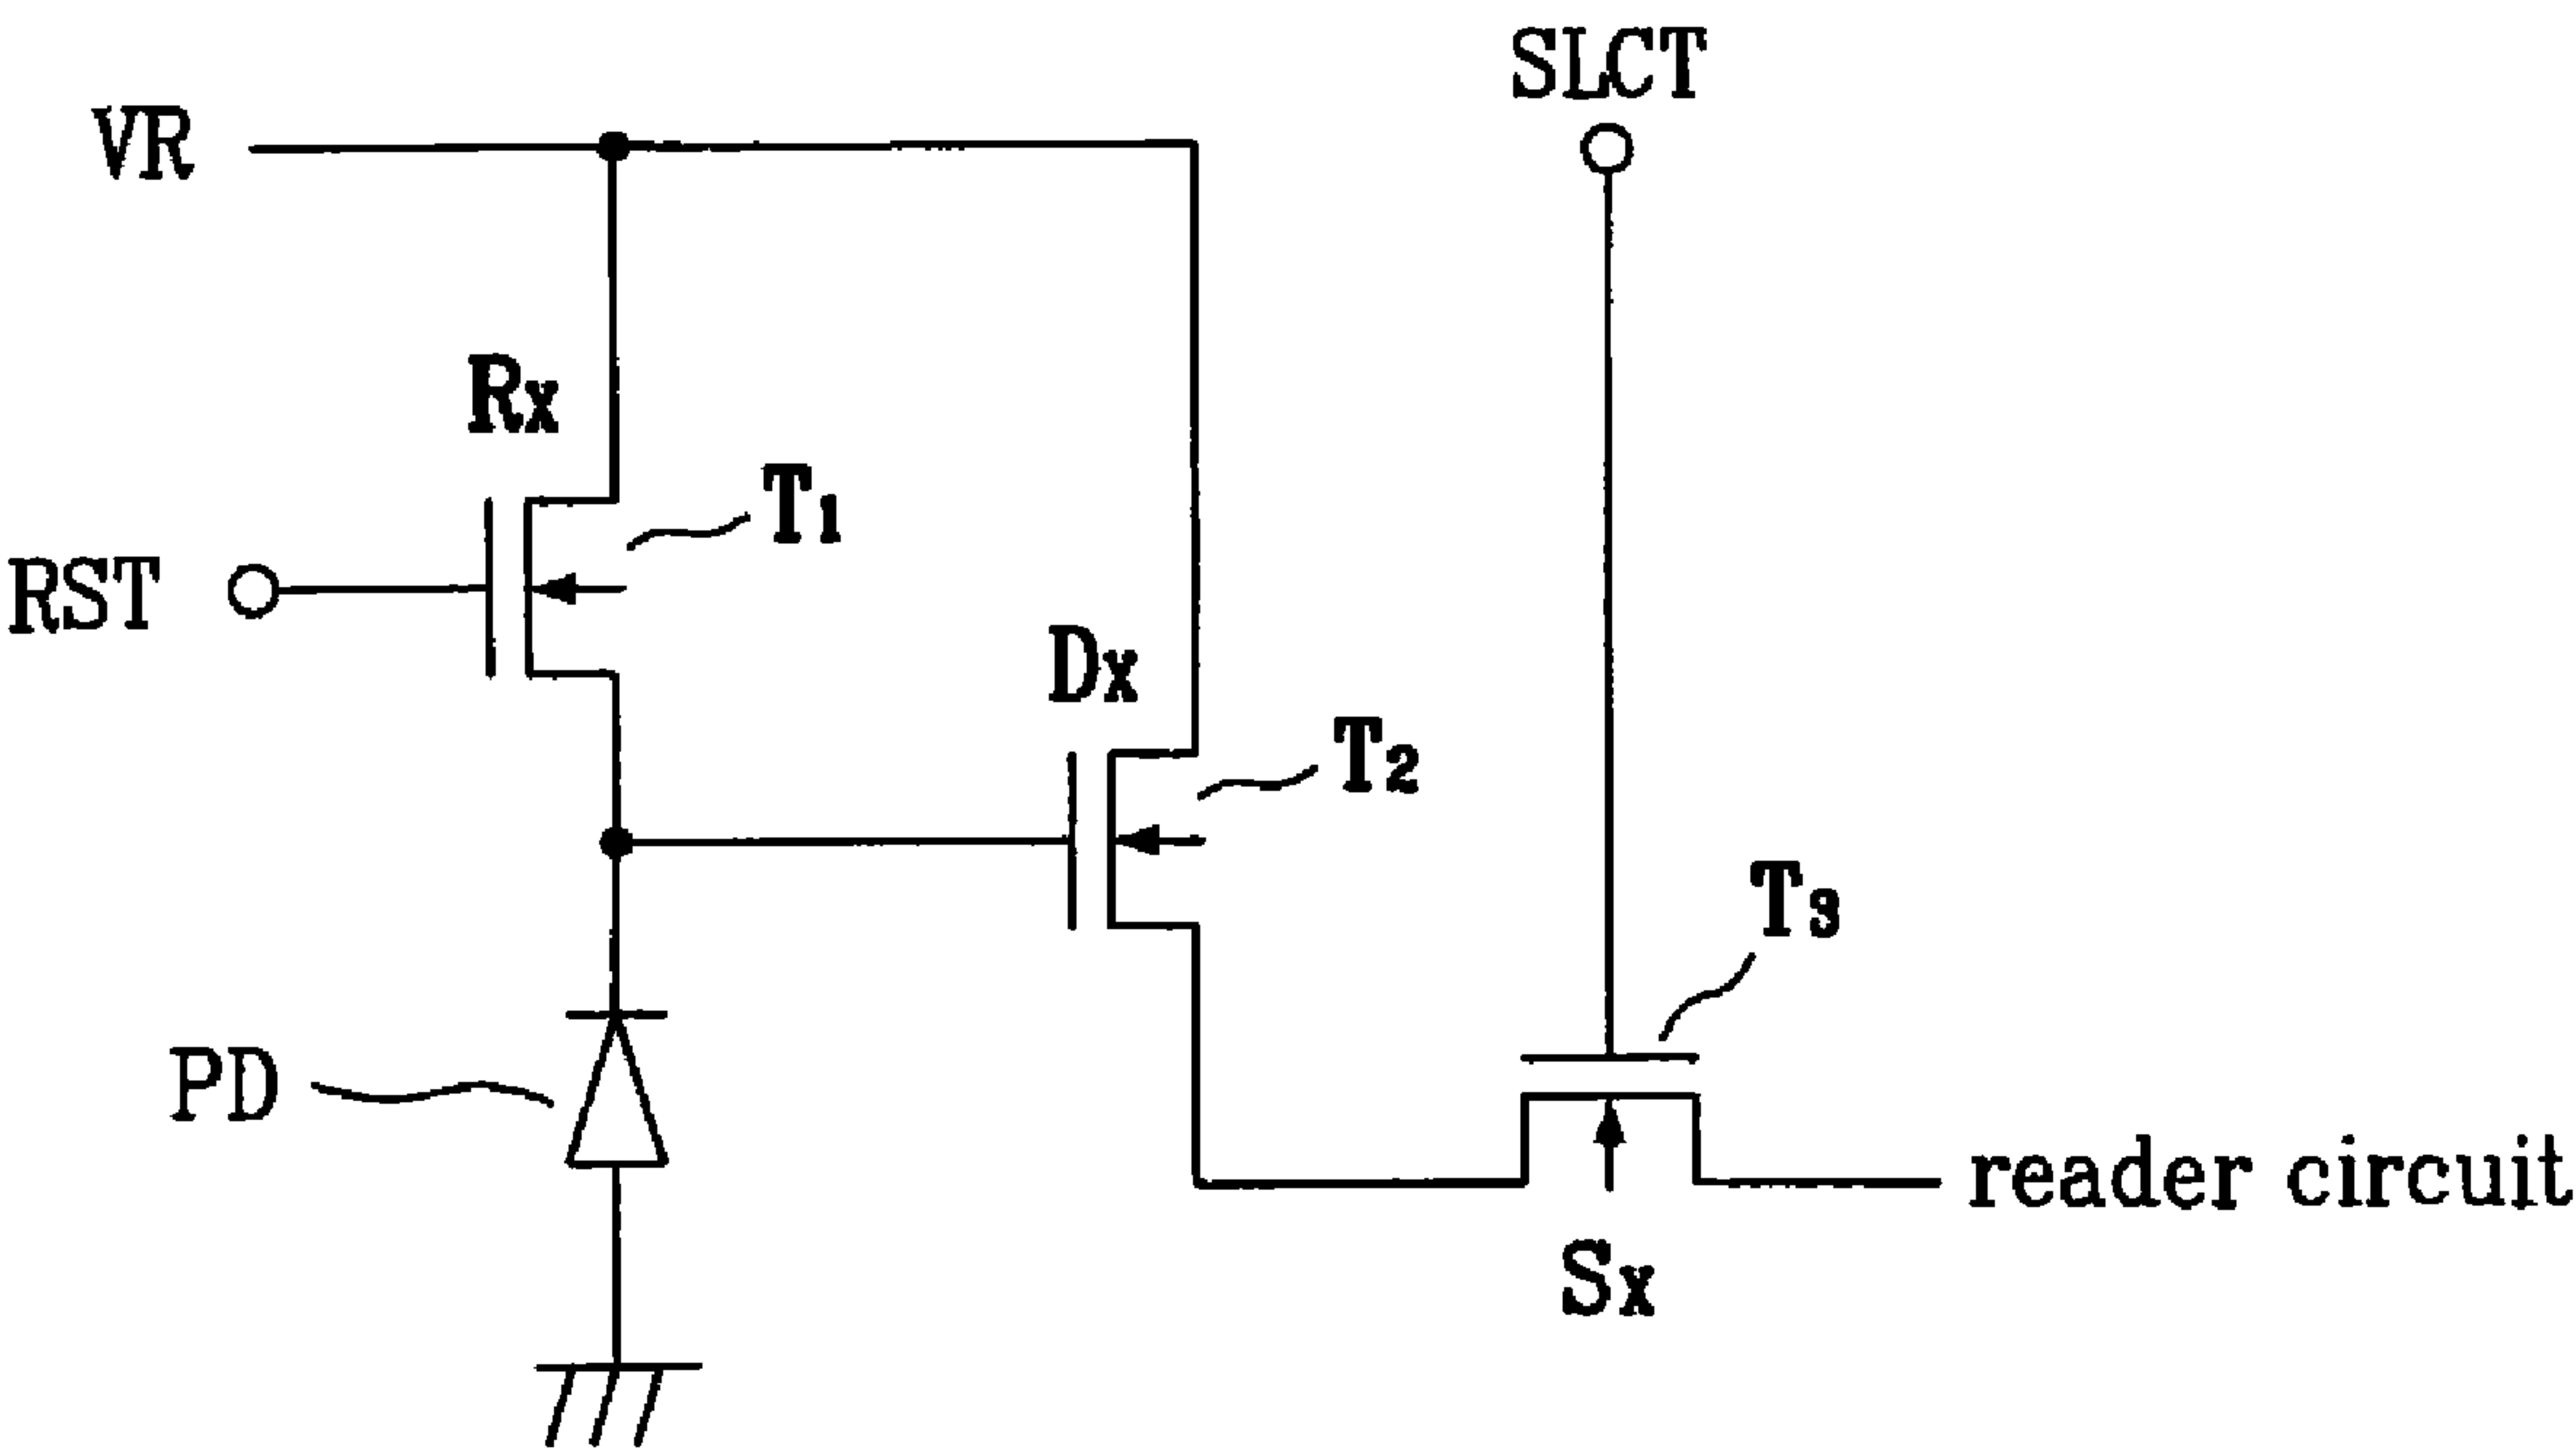 SLCT
VR
Rx
T1
RST
Dx
T2
T3
PD
reader circuit
Sx